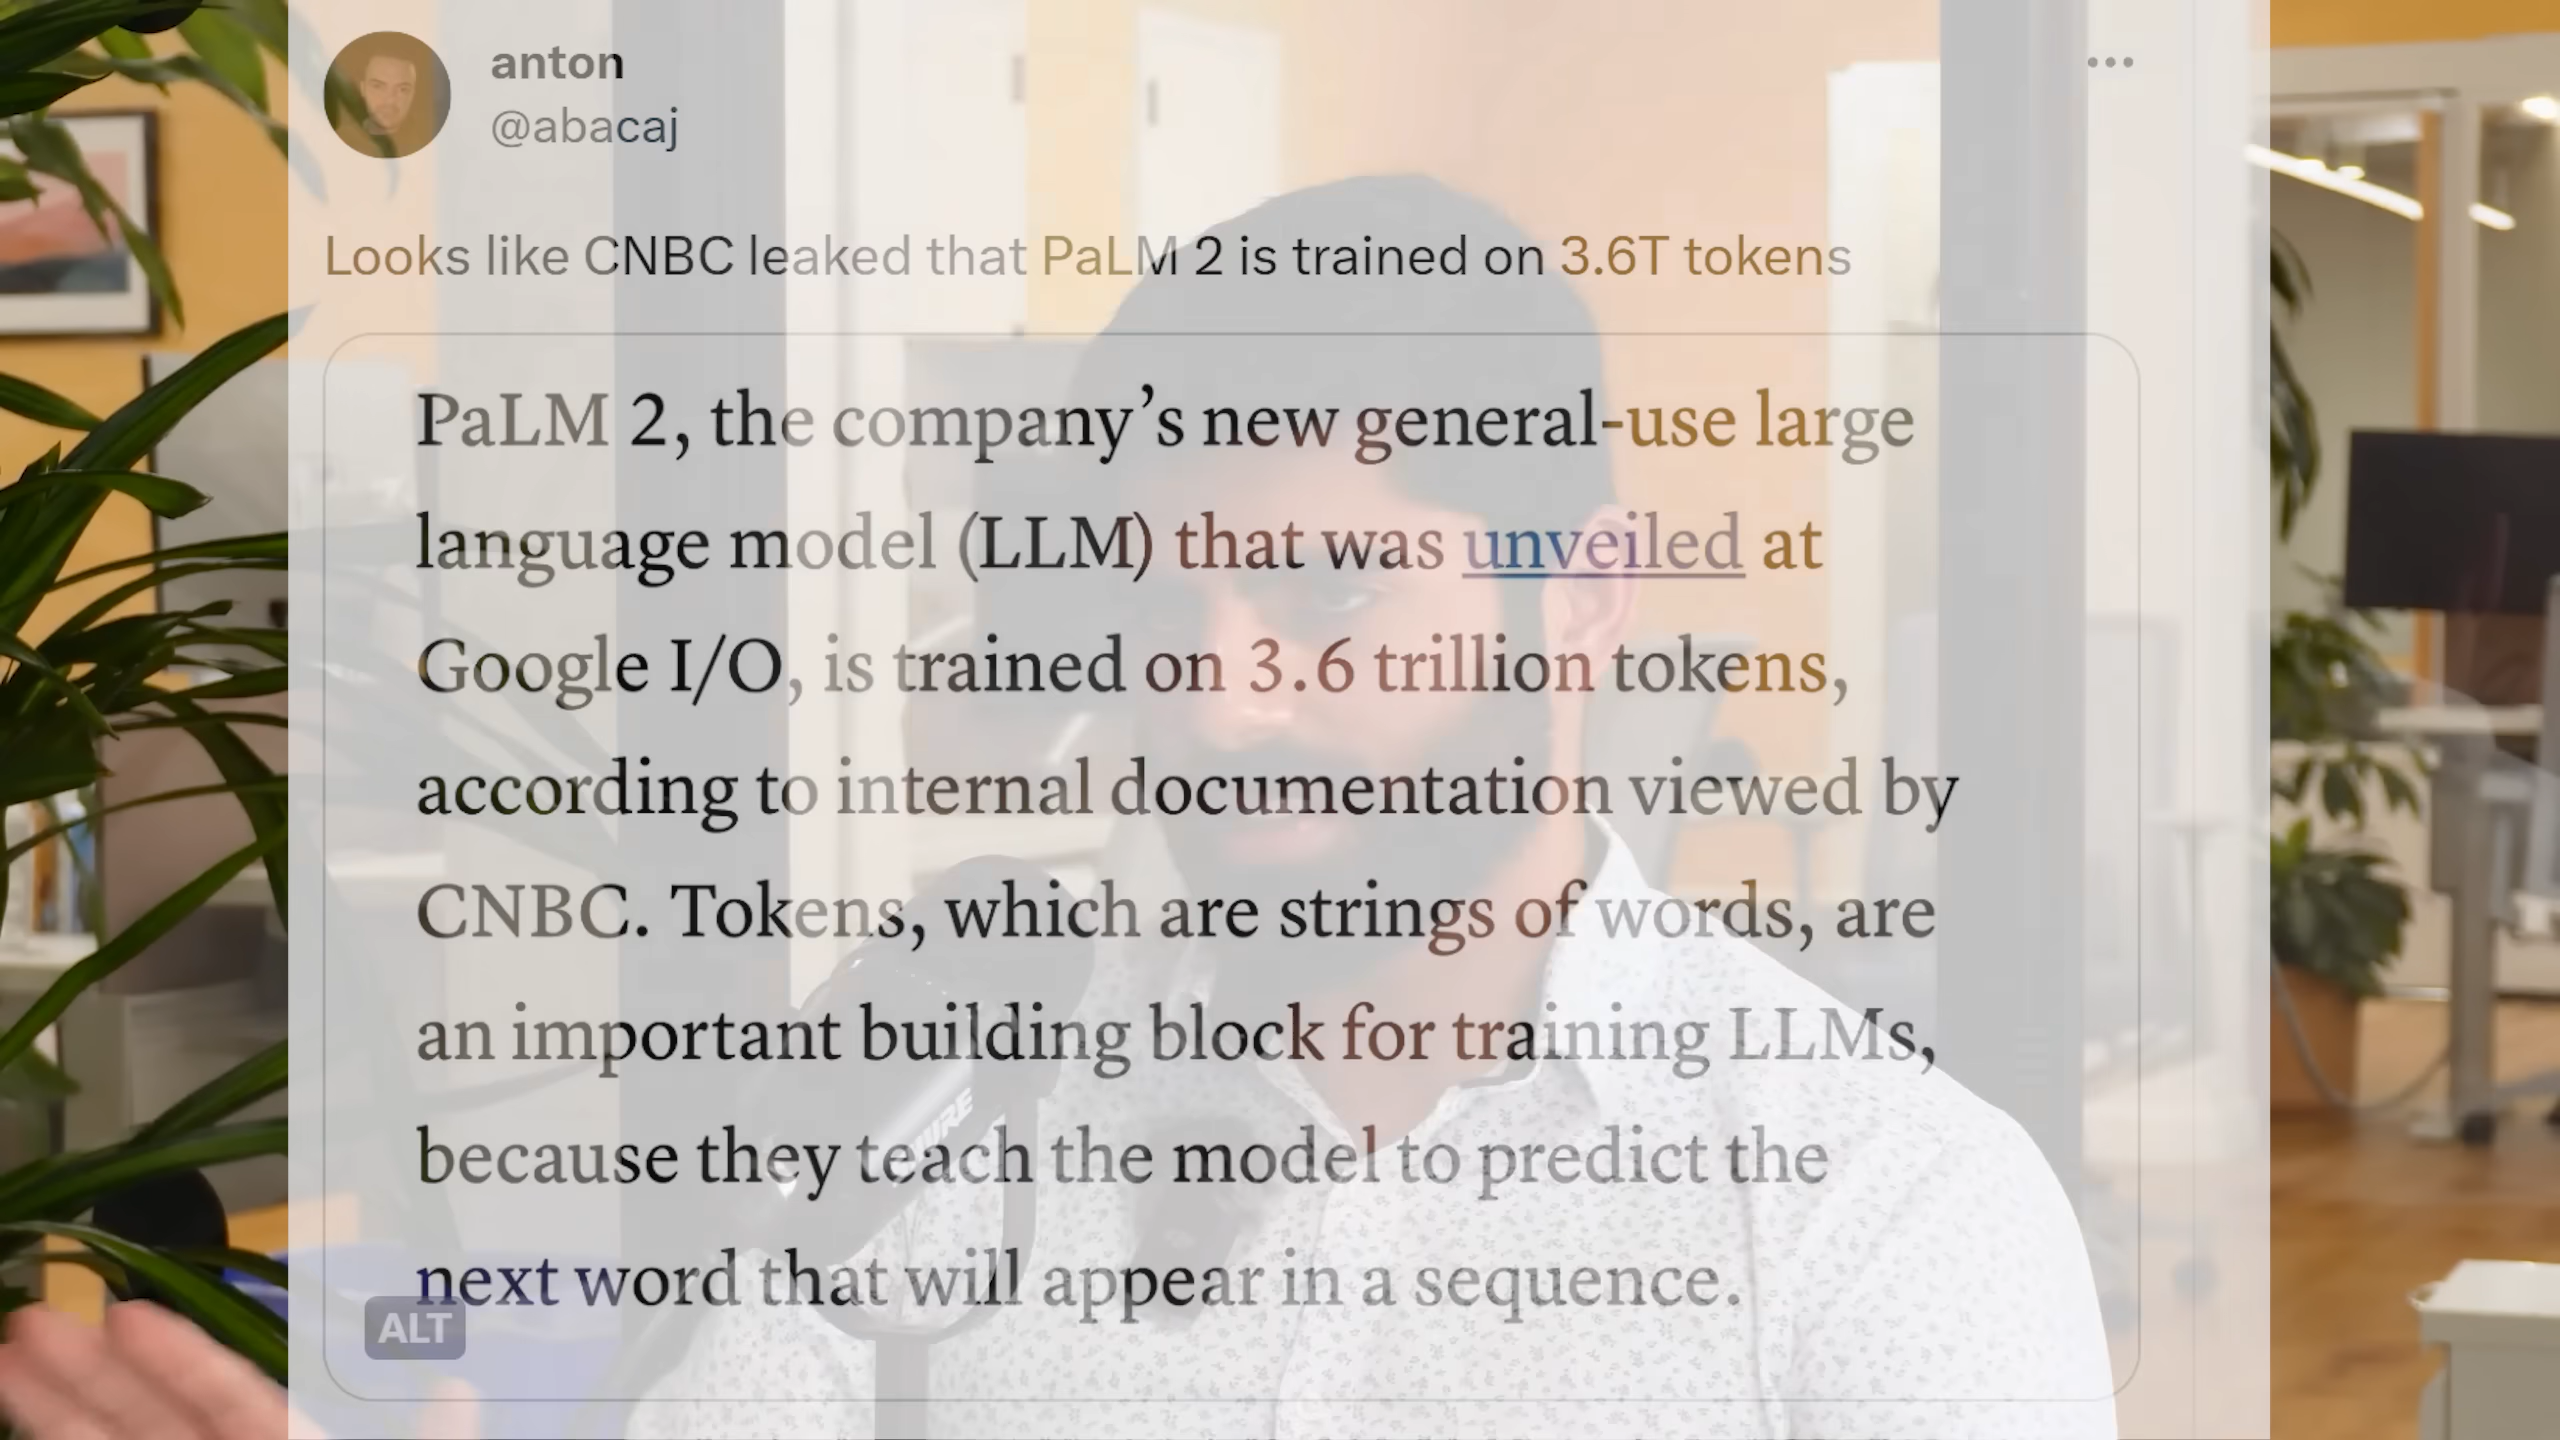 anton
@abacaj
Looks like CNBC leaked that PaLM 2 is trained on 3.6T tokens
PaLM 2, the company’s new general-use large
language model (LLM) that was unveiled at
Google I/O, is trained on 3.6 trillion tokens,
according to internal documentation viewed by
CNBC. Tokens, which are strings of words, are
an important building block for training LLMs,
because they teach the model to predict the
next word that will appear in a sequence.
ALT
SHURE